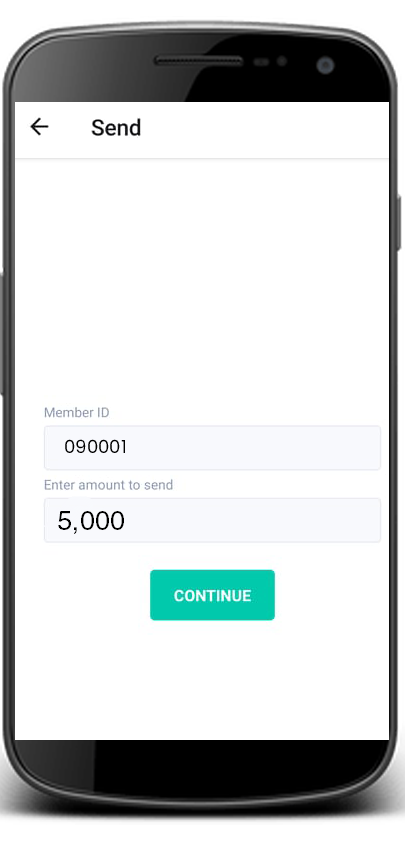 Send
Member ID
090001
Enter amount to send
5,000
CONTINUE